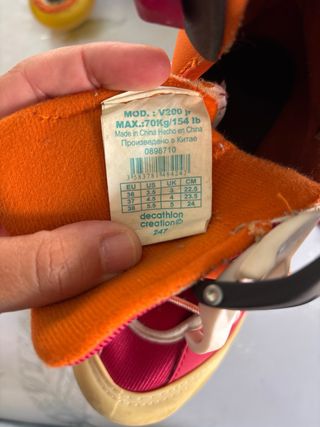 MOD. : V200 jr
MAX.:70Kg/154 lb
Made in China Hecho en China
Произведено в Китае
0898710
EU US UK CM
36 3.5 3 22.5
37 4.5 4 23.5
38 5.5 5 24
decathlon
creation
247